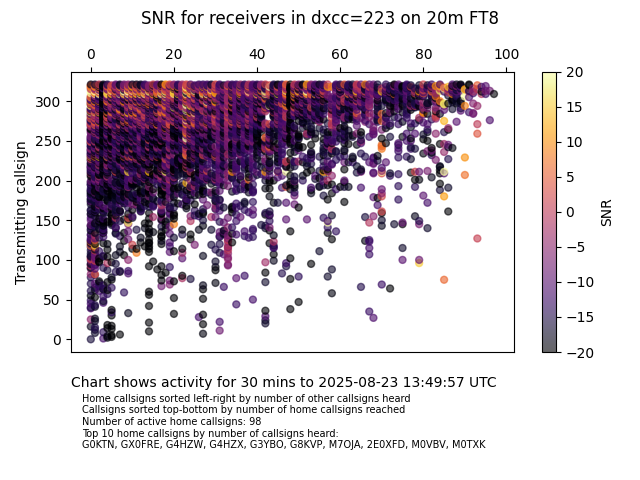 SNR for receivers in dxcc=223 on 20m FT8
0 20 40 60 80 100
300
250
200
150
100
50
0
Transmitting callsign
20
15
10
5
0
−5
−10
−15
−20
SNR
Chart shows activity for 30 mins to 2025-08-23 13:49:57 UTC
Home callsigns sorted left-right by number of other callsigns heard
Callsigns sorted top-bottom by number of home callsigns reached
Number of active home callsigns: 98
Top 10 home callsigns by number of callsigns heard:
G0KTN, GX0FRE, G4HZW, G4HZX, G3YBO, G8KVP, M7OJA, 2E0XFD, M0VBV, M0TXK